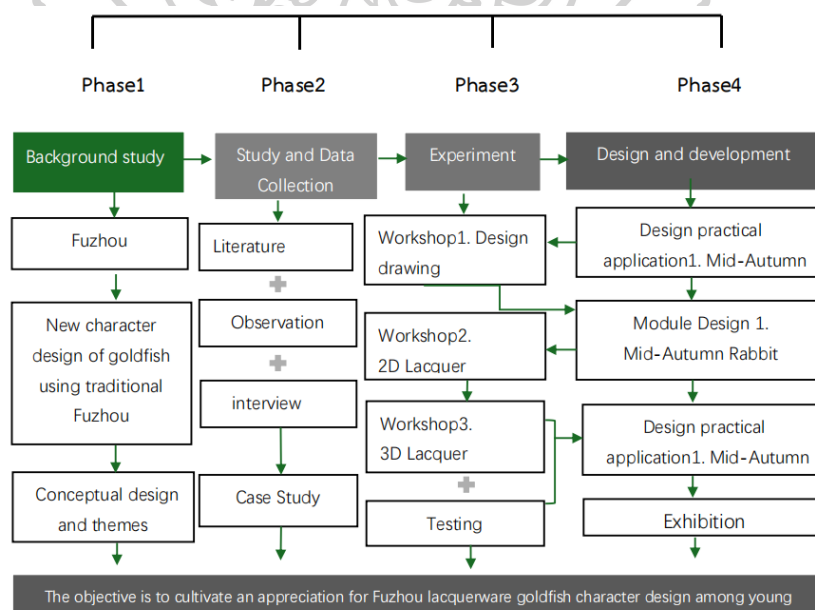 Phase1
Phase2
Phase3
Phase4
Background study
Study and Data
Collection
Experiment
Design and development
Fuzhou
New character
design of goldfish
using traditional
Fuzhou
Conceptual design
and themes
Literature
Observation
interview
Case Study
Workshop1. Design
drawing
Workshop2.
2D Lacquer
Workshop3.
3D Lacquer
Testing
Design practical
application1. Mid-Autumn
Module Design 1.
Mid-Autumn Rabbit
Design practical
application1. Mid-Autumn
Exhibition
The objective is to cultivate an appreciation for Fuzhou lacquerware goldfish character design among young